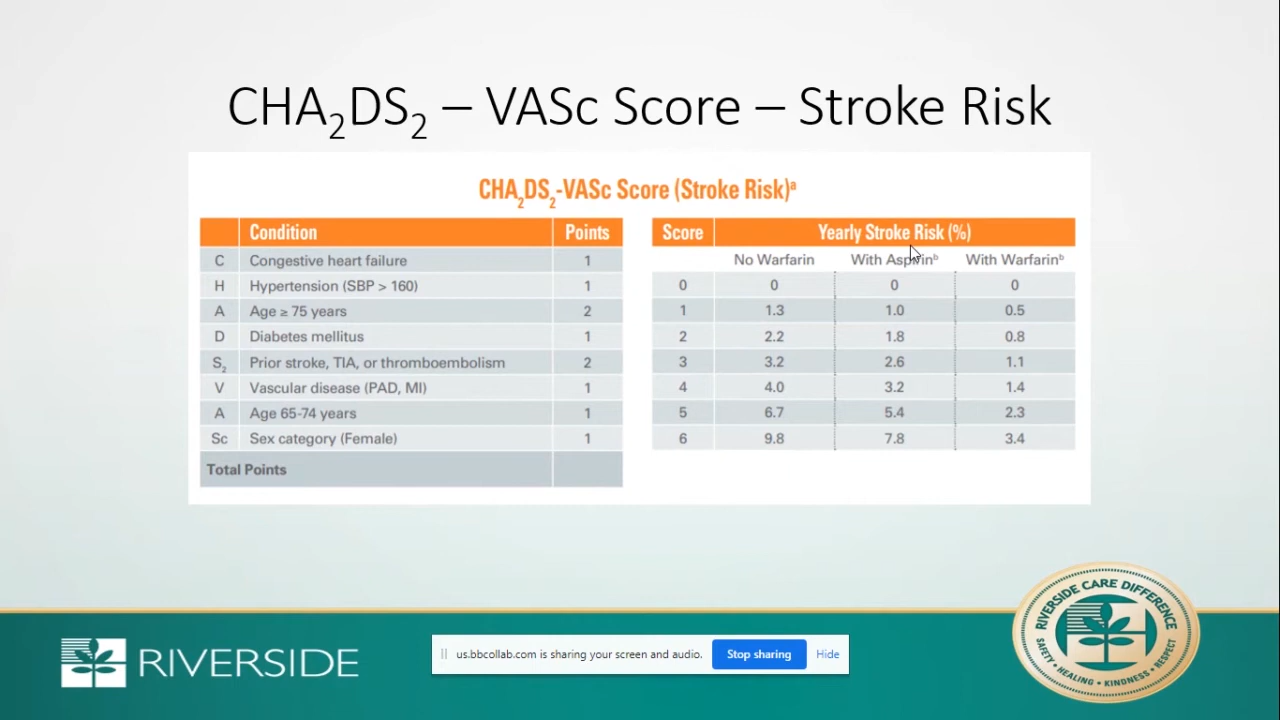 CHA₂DS₂ – VASc Score – Stroke Risk
CHA₂DS₂-VASc Score (Stroke Risk)ᵃ
Condition Points
C Congestive heart failure 1
H Hypertension (SBP > 160) 1
A Age ≥ 75 years 2
D Diabetes mellitus 1
S₂ Prior stroke, TIA, or thromboembolism 2
V Vascular disease (PAD, MI) 1
A Age 65-74 years 1
Sc Sex category (Female) 1
Total Points
Score Yearly Stroke Risk (%)
No Warfarin With Aspirinᵇ With Warfarinᵇ
0 0 0 0
1 1.3 1.0 0.5
2 2.2 1.8 0.8
3 3.2 2.6 1.1
4 4.0 3.2 1.4
5 6.7 5.4 2.3
6 9.8 7.8 3.4
RIVERSIDE
us.bbcollab.com is sharing your screen and audio. Stop sharing Hide
RIVERSIDE CARE DIFFERENCE
SAFETY • HEALING • KINDNESS • RESPECT